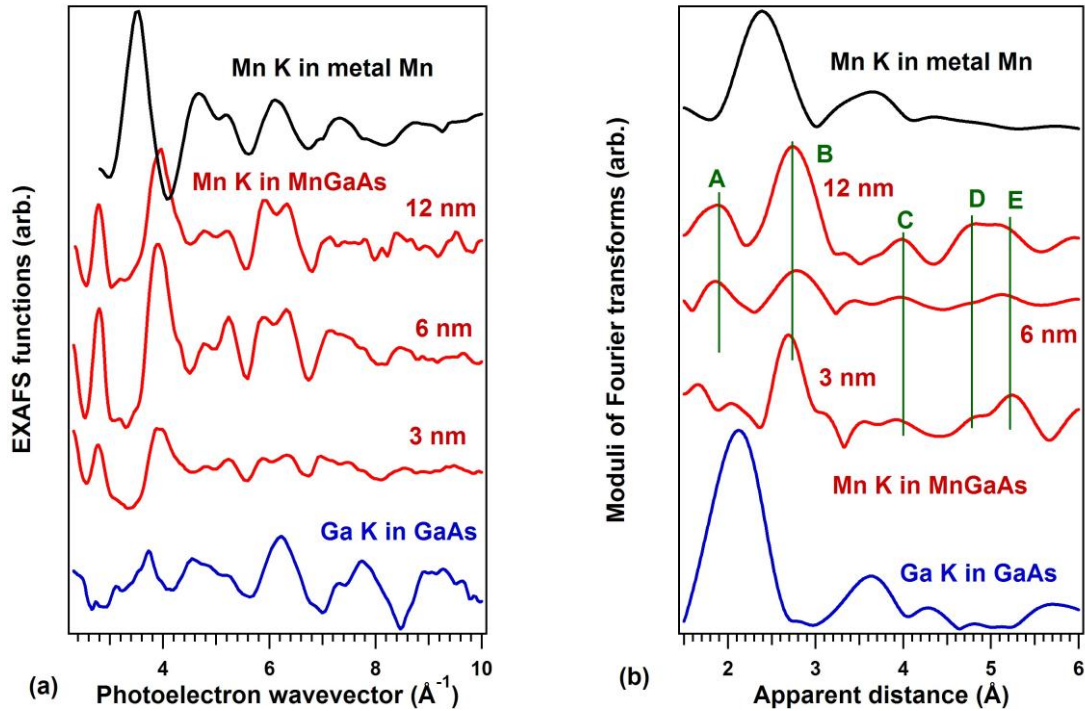 EXAFS functions (arb.)
Mn K in metal Mn
Mn K in MnGaAs
12 nm
6 nm
3 nm
Ga K in GaAs
4 6 8 10
(a)
Photoelectron wavevector (Å-1)
Moduli of Fourier transforms (arb.)
Mn K in metal Mn
A B C D E
12 nm
6 nm
3 nm
Mn K in MnGaAs
Ga K in GaAs
2 3 4 5 6
(b)
Apparent distance (Å)